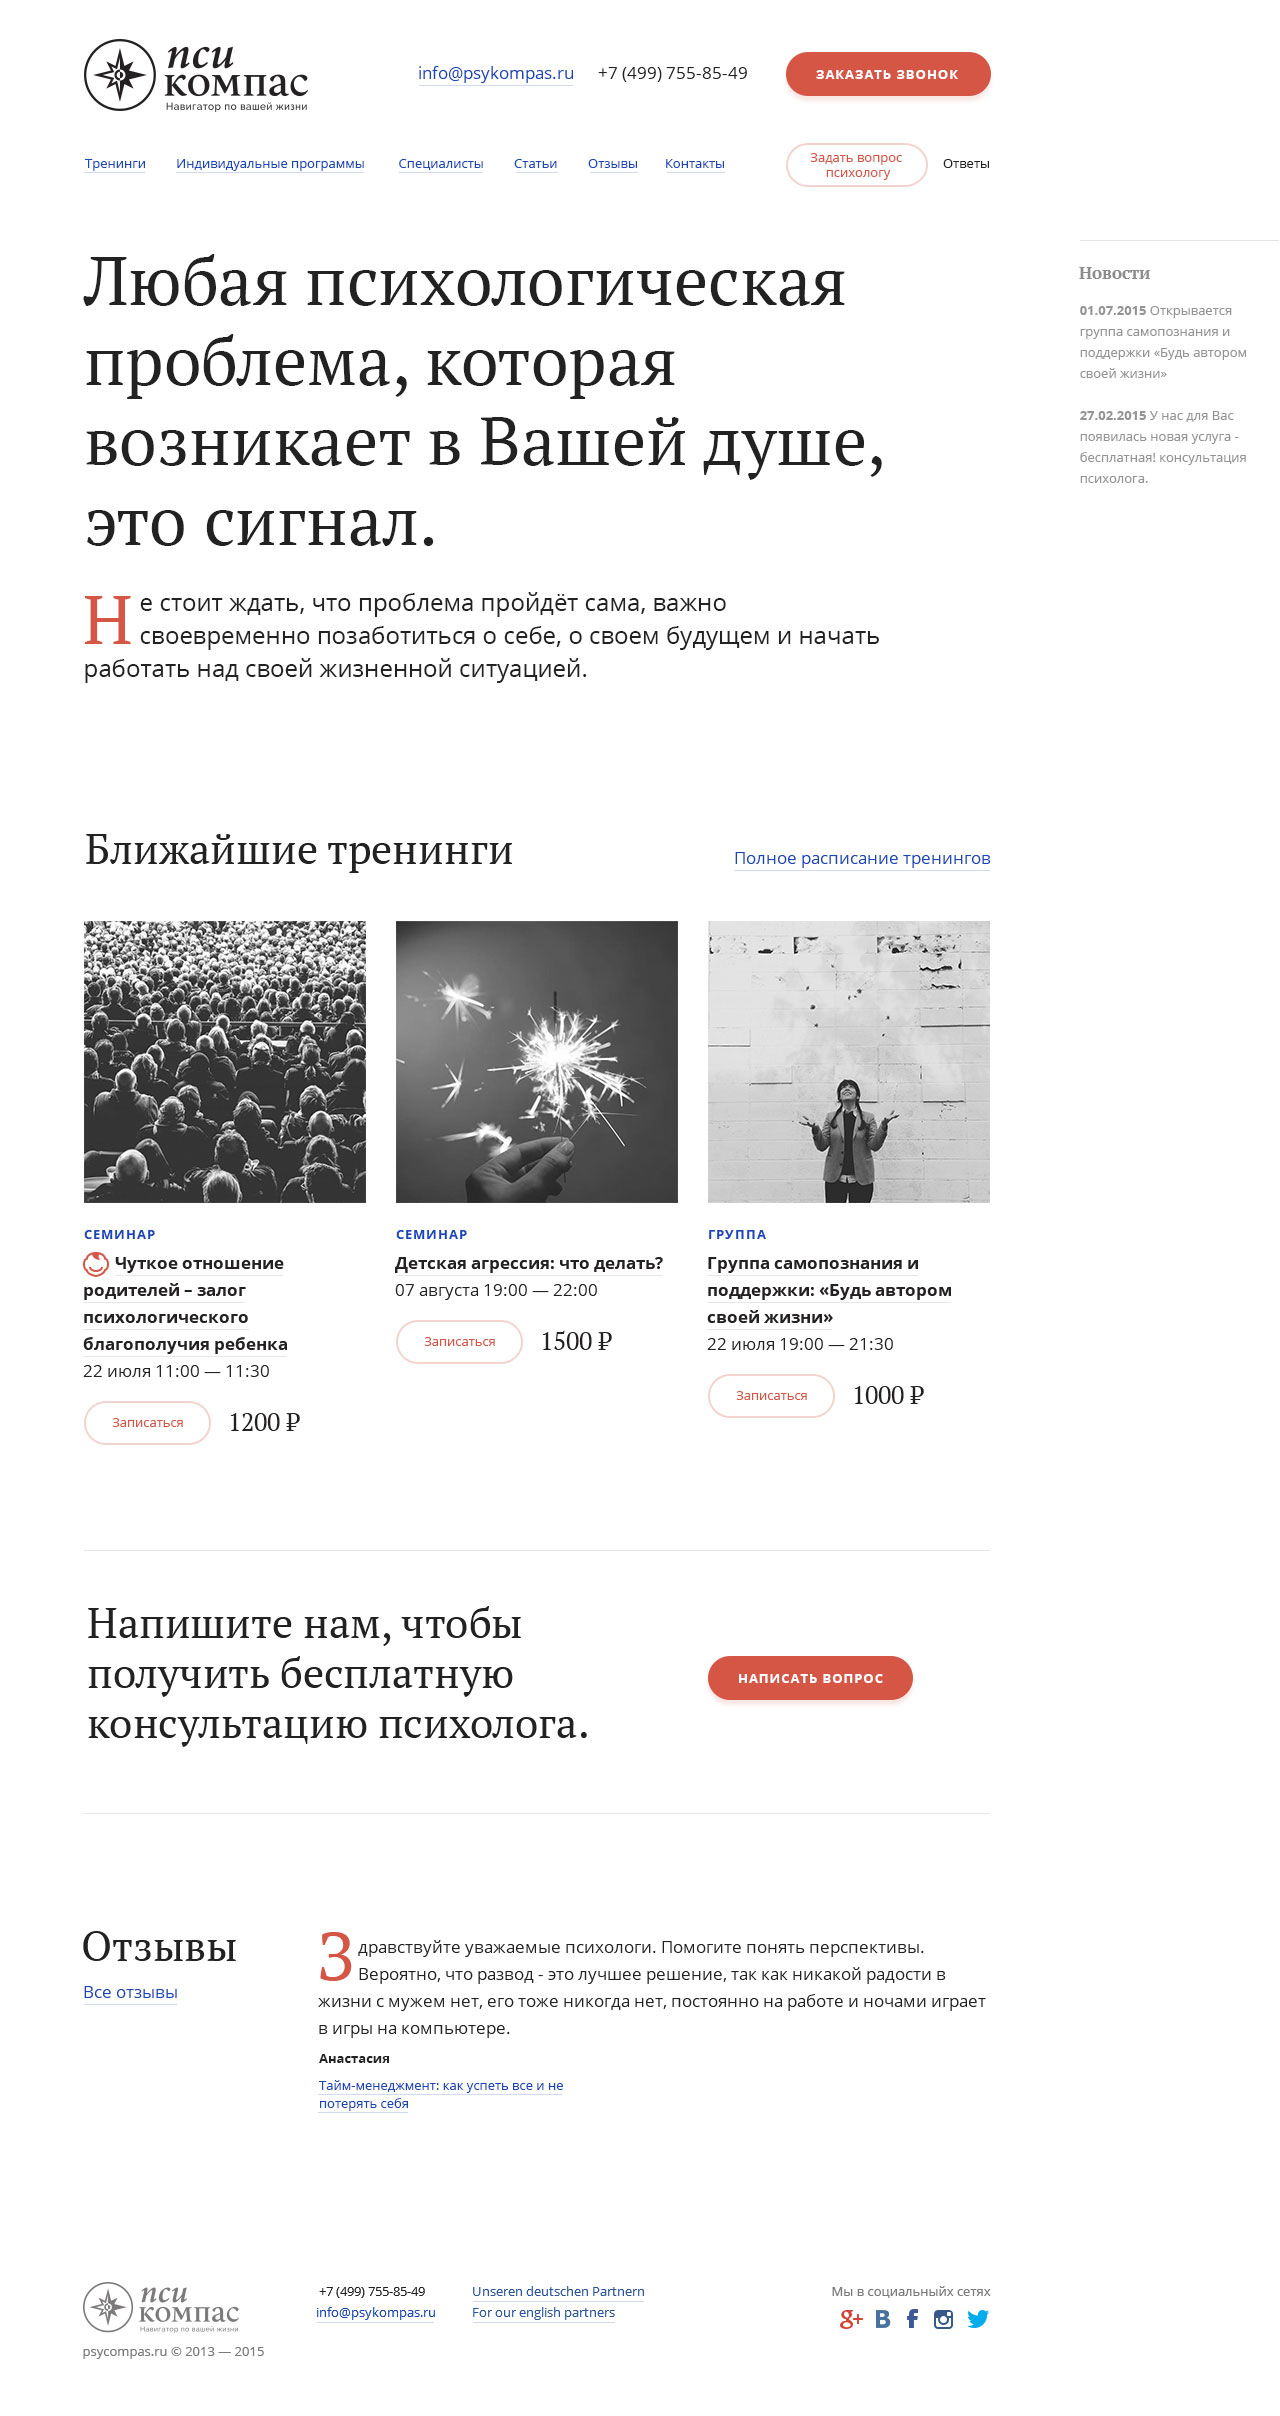 пси
компас
Навигатор по вашей жизни
info@psykompas.ru
+7 (499) 755-85-49
ЗАКАЗАТЬ ЗВОНОК
Тренинги
Индивидуальные программы
Специалисты
Статьи
Отзывы
Контакты
Задать вопрос
психологу
Ответы
Любая психологическая
проблема, которая
возникает в Вашей душе,
это сигнал.
Не стоит ждать, что проблема пройдёт сама, важно
своевременно позаботиться о себе, о своем будущем и начать
работать над своей жизненной ситуацией.
Новости
01.07.2015 Открывается
группа самопознания и
поддержки «Будь автором
своей жизни»
27.02.2015 У нас для Вас
появилась новая услуга -
бесплатная! консультация
психолога.
Ближайшие тренинги
Полное расписание тренингов
СЕМИНАР
Чуткое отношение
родителей – залог
психологического
благополучия ребенка
22 июля 11:00 — 11:30
Записаться
1200 ₽
СЕМИНАР
Детская агрессия: что делать?
07 августа 19:00 — 22:00
Записаться
1500 ₽
ГРУППА
Группа самопознания и
поддержки: «Будь автором
своей жизни»
22 июля 19:00 — 21:30
Записаться
1000 ₽
Напишите нам, чтобы
получить бесплатную
консультацию психолога.
НАПИСАТЬ ВОПРОС
Отзывы
Все отзывы
Здравствуйте уважаемые психологи. Помогите понять перспективы.
Вероятно, что развод - это лучшее решение, так как никакой радости в
жизни с мужем нет, его тоже никогда нет, постоянно на работе и ночами играет
в игры на компьютере.
Анастасия
Тайм-менеджмент: как успеть все и не
потерять себя
пси
компас
Навигатор по вашей жизни
psycompas.ru © 2013 — 2015
+7 (499) 755-85-49
info@psykompas.ru
Unseren deutschen Partnern
For our english partners
Мы в социальныйх сетях